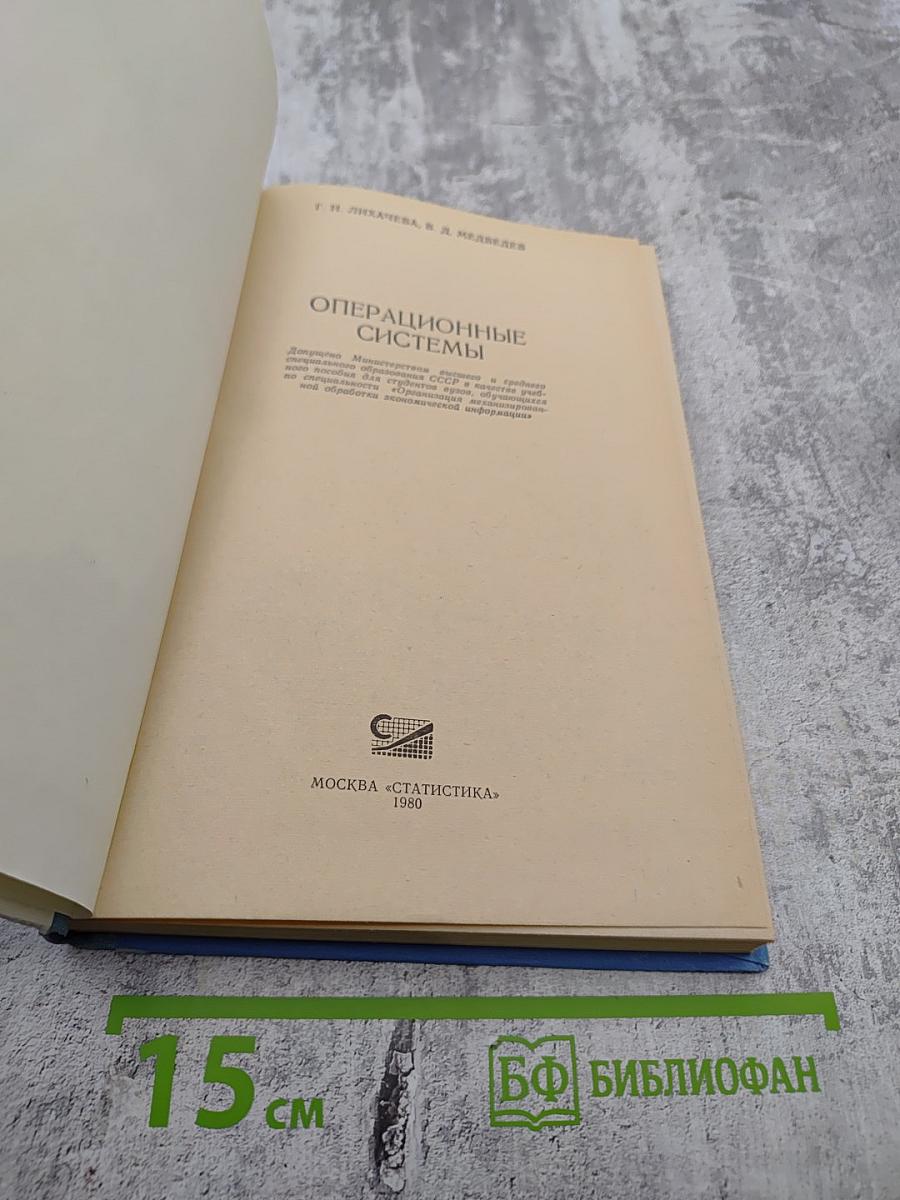 Г. Н. ЛИХАЧЕВА, В. Д. МЕДВЕДЕВ
ОПЕРАЦИОННЫЕ
СИСТЕМЫ
Допущено Министерством высшего и среднего
специального образования СССР в качестве учеб-
ного пособия для студентов вузов, обучающихся
по специальности «Организация механизирован-
ной обработки экономической информации»
С
МОСКВА «СТАТИСТИКА»
1980
15 см
БФ БИБЛИОФАН